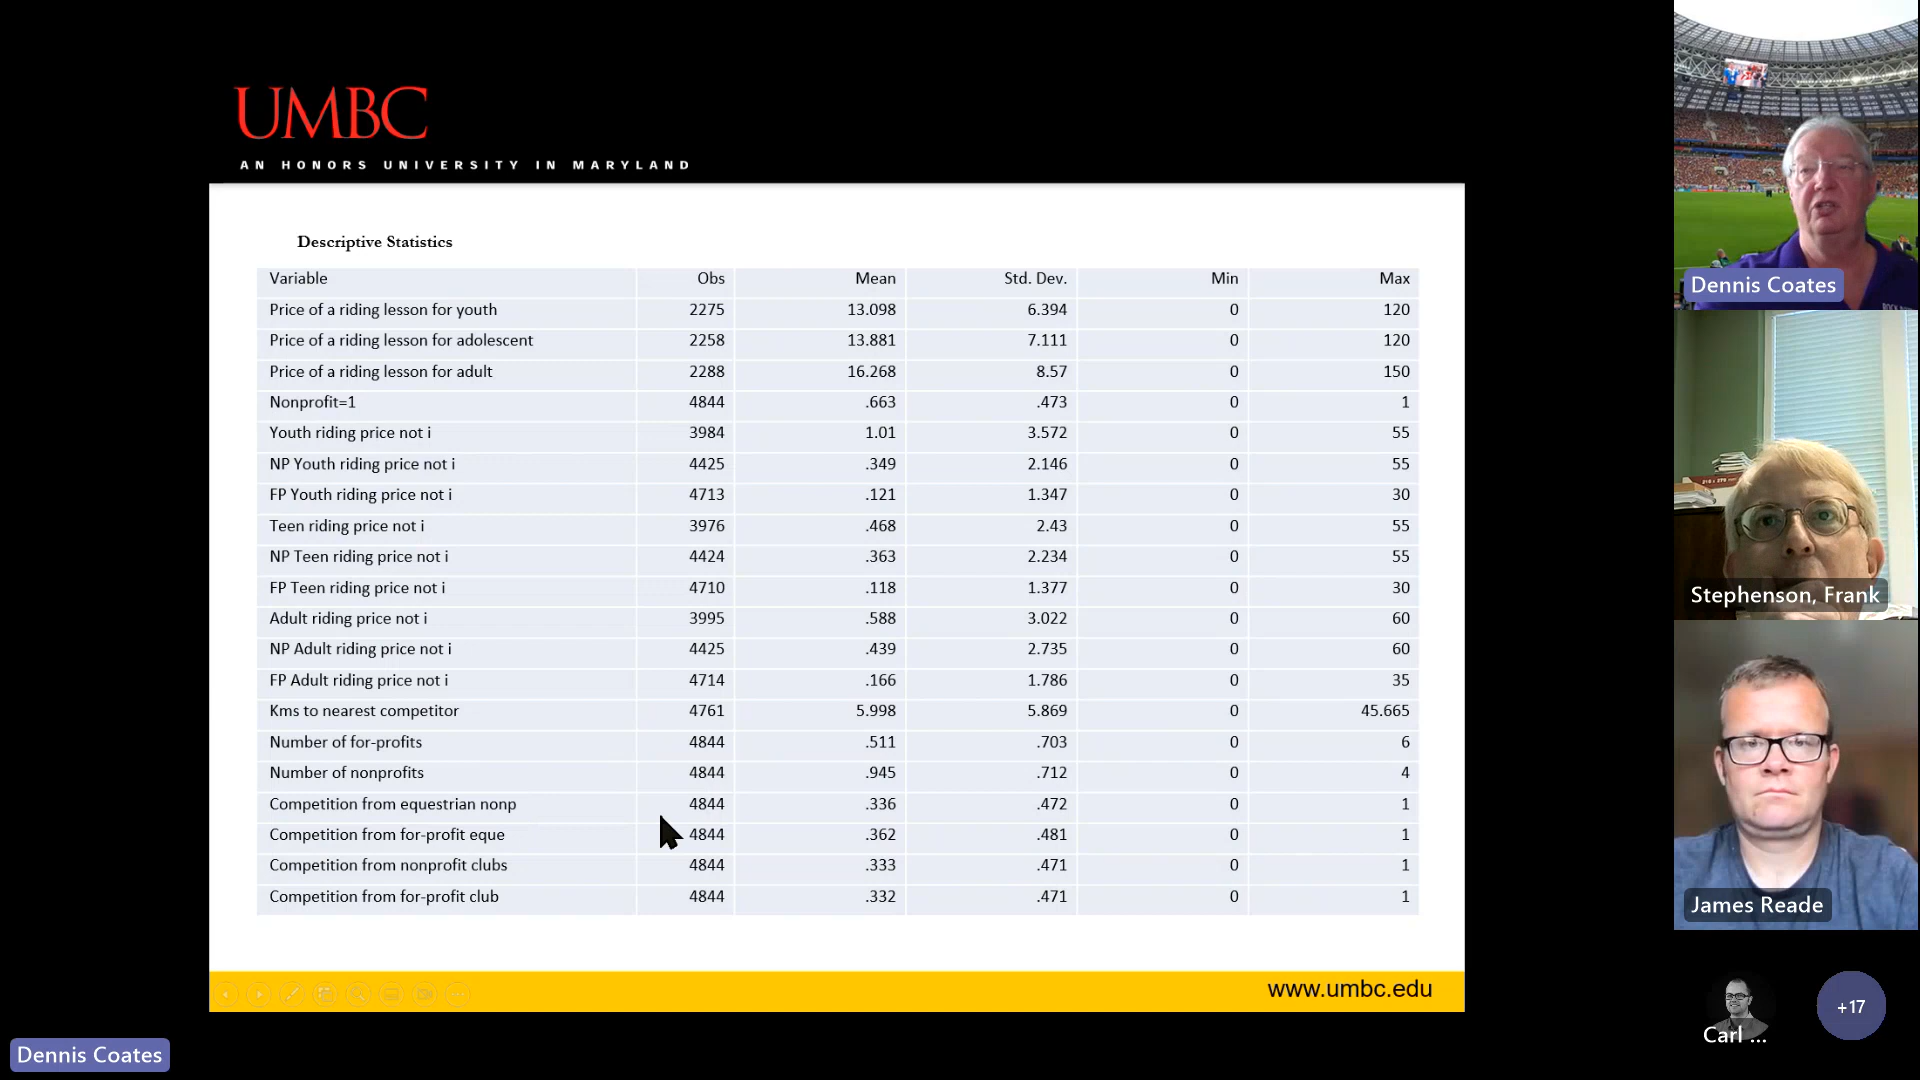 UMBC
AN HONORS UNIVERSITY IN MARYLAND
Descriptive Statistics
Variable Obs Mean Std. Dev. Min Max
Price of a riding lesson for youth 2275 13.098 6.394 0 120
Price of a riding lesson for adolescent 2258 13.881 7.111 0 120
Price of a riding lesson for adult 2288 16.268 8.57 0 150
Nonprofit=1 4844 .663 .473 0 1
Youth riding price not i 3984 1.01 3.572 0 55
NP Youth riding price not i 4425 .349 2.146 0 55
FP Youth riding price not i 4713 .121 1.347 0 30
Teen riding price not i 3976 .468 2.43 0 55
NP Teen riding price not i 4424 .363 2.234 0 55
FP Teen riding price not i 4710 .118 1.377 0 30
Adult riding price not i 3995 .588 3.022 0 60
NP Adult riding price not i 4425 .439 2.735 0 60
FP Adult riding price not i 4714 .166 1.786 0 35
Kms to nearest competitor 4761 5.998 5.869 0 45.665
Number of for-profits 4844 .511 .703 0 6
Number of nonprofits 4844 .945 .712 0 4
Competition from equestrian nonp 4844 .336 .472 0 1
Competition from for-profit eque 4844 .362 .481 0 1
Competition from nonprofit clubs 4844 .333 .471 0 1
Competition from for-profit club 4844 .332 .471 0 1
www.umbc.edu
Dennis Coates
Dennis Coates
Stephenson, Frank
James Reade
Carl ...
+17